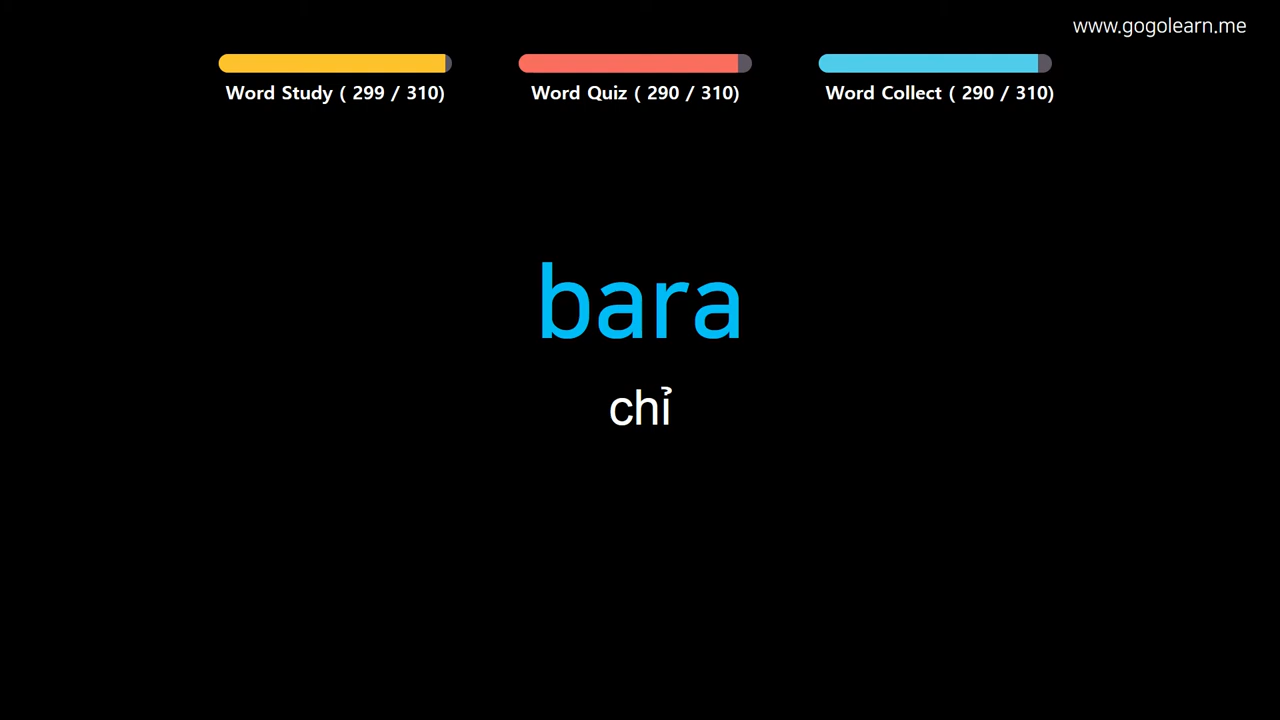 www.gogolearn.me
Word Study ( 299 / 310)
Word Quiz ( 290 / 310)
Word Collect ( 290 / 310)
bara
chỉ